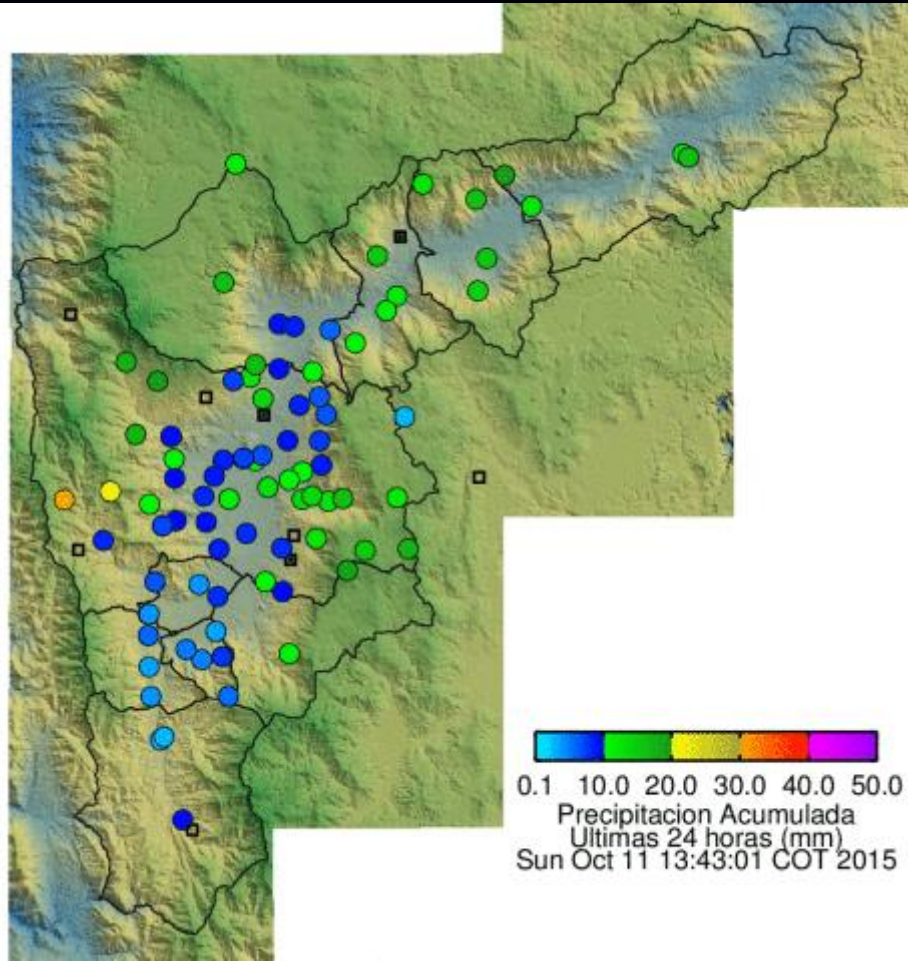 0.1 10.0 20.0 30.0 40.0 50.0
Precipitacion Acumulada
Ultimas 24 horas (mm)
Sun Oct 11 13:43:01 COT 2015